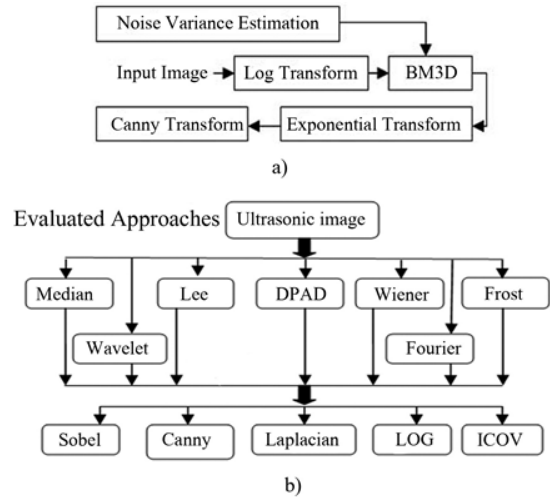 Noise Variance Estimation
Input Image Log Transform BM3D
Canny Transform Exponential Transform
a)
Evaluated Approaches Ultrasonic image
Median Lee DPAD Wiener Frost
Wavelet Fourier
Sobel Canny Laplacian LOG ICOV
b)